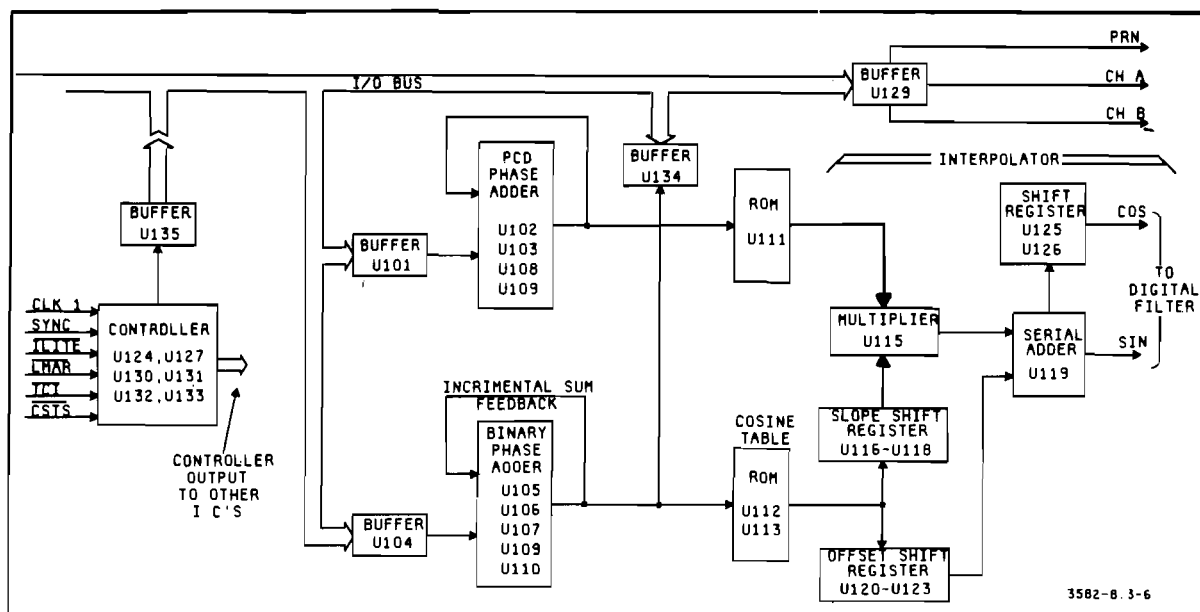 PRN
I/O BUS
BUFFER
U129
CH A
CH B
BUFFER
U135
CLK 1
SYNC
ILITE
LMAR
TCI
CSTS
CONTROLLER
U124,U127
U130,U131
U132,U133
CONTROLLER
OUTPUT
TO OTHER
I C'S
BUFFER
U101
PCD
PHASE
ADDER
U102
U103
U108
U109
BUFFER
U134
ROM
U111
INTERPOLATOR
SHIFT
REGISTER
U125
U126
COS
TO
DIGITAL
FILTER
MULTIPLIER
U115
SERIAL
ADDER
U119
SIN
INCRIMENTAL SUM
FEEDBACK
BINARY
PHASE
ADDER
U105
U106
U107
U109
U110
BUFFER
U104
COSINE
TABLE
ROM
U112
U113
SLOPE SHIFT
REGISTER
U116-U118
OFFSET SHIFT
REGISTER
U120-U123
3582-8.3-6